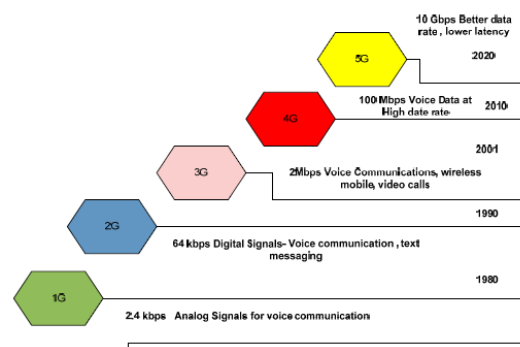 10 Gbps Better data
rate , lower latency
5G
2020
100 Mbps Voice Data at
High date rate
2010
4G
2001
3G
2Mbps Voice Communications, wireless
mobile, video calls
1990
2G
64 kbps Digital Signals- Voice communication , text
messaging
1980
1G
2.4 kbps Analog Signals for voice communication